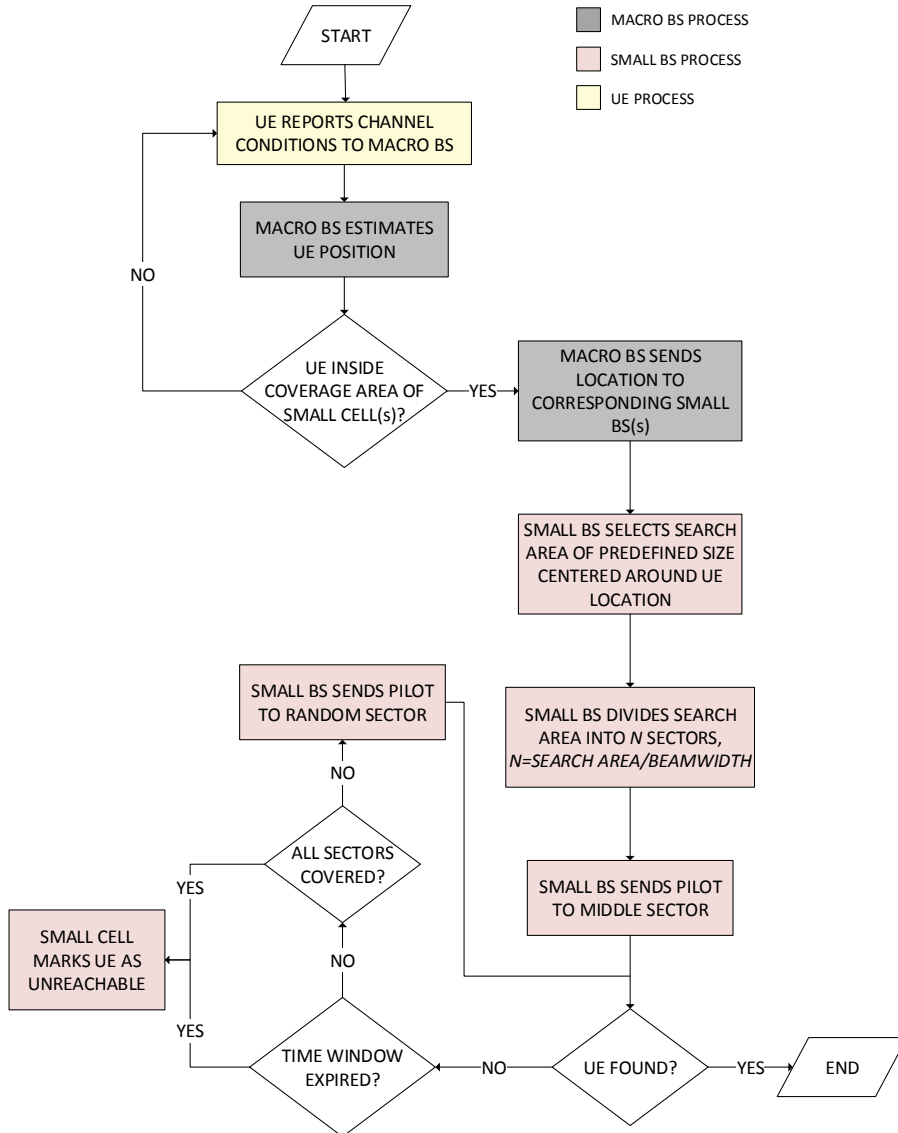 START
MACRO BS PROCESS
SMALL BS PROCESS
UE PROCESS
UE REPORTS CHANNEL
CONDITIONS TO MACRO BS
MACRO BS ESTIMATES
UE POSITION
NO
UE INSIDE
COVERAGE AREA OF
SMALL CELL(s)?
YES
MACRO BS SENDS
LOCATION TO
CORRESPONDING SMALL
BS(s)
SMALL BS SELECTS SEARCH
AREA OF PREDEFINED SIZE
CENTERED AROUND UE
LOCATION
SMALL BS DIVIDES SEARCH
AREA INTO N SECTORS,
N=SEARCH AREA/BEAMWIDTH
SMALL BS SENDS PILOT
TO MIDDLE SECTOR
UE FOUND?
YES
END
NO
TIME WINDOW
EXPIRED?
YES
NO
ALL SECTORS
COVERED?
YES
NO
SMALL BS SENDS PILOT
TO RANDOM SECTOR
SMALL CELL
MARKS UE AS
UNREACHABLE